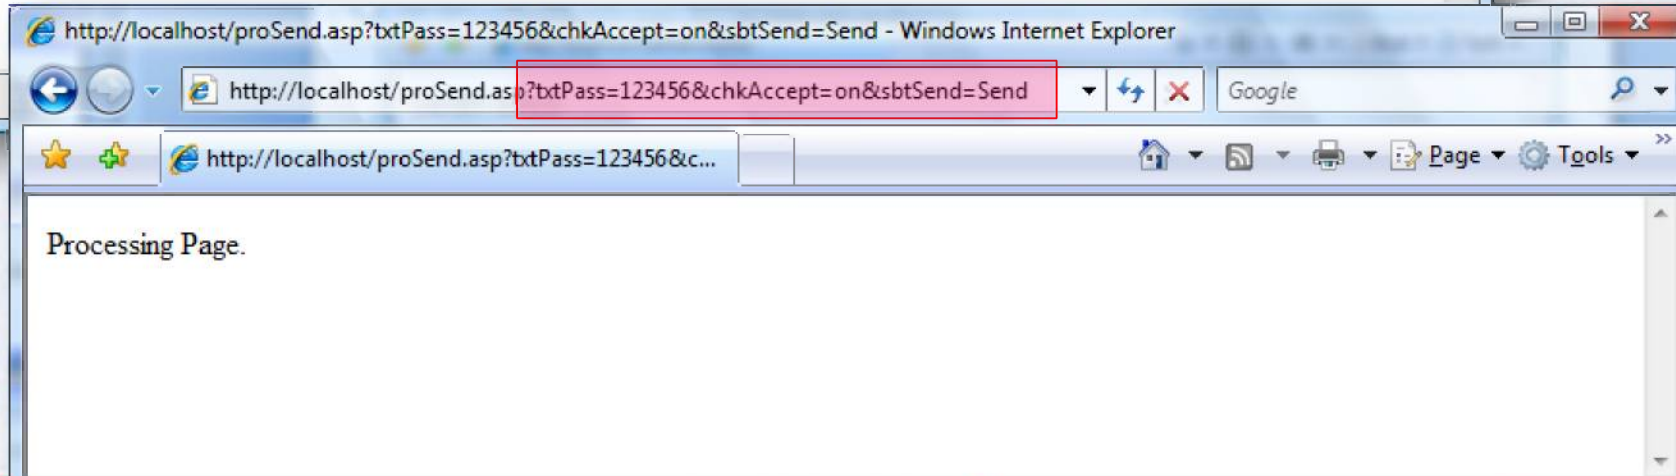 http://localhost/proSend.asp?txtPass=123456&chkAccept=on&sbtSend=Send - Windows Internet Explorer
http://localhost/proSend.asp?txtPass=123456&chkAccept=on&sbtSend=Send Google
http://localhost/proSend.asp?txtPass=123456&c... Page Tools »
Processing Page.